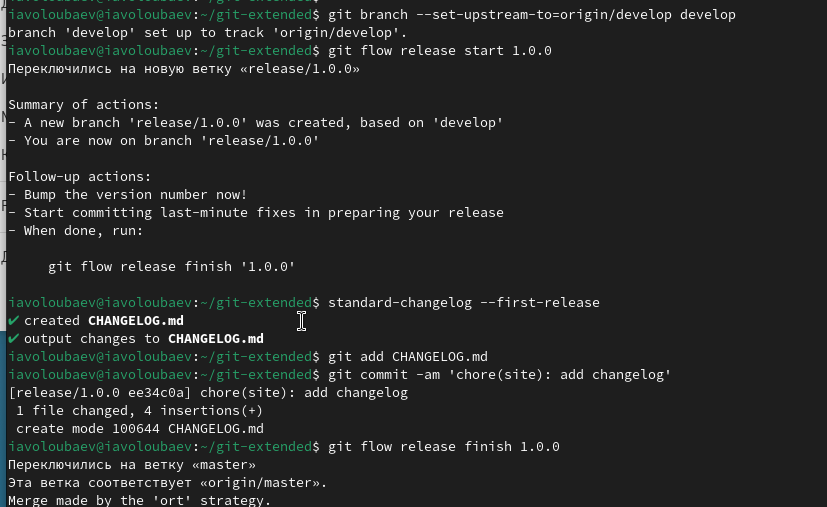 iavoloubaev@iavoloubaev:~/git-extended$ git branch --set-upstream-to=origin/develop develop
branch 'develop' set up to track 'origin/develop'.
iavoloubaev@iavoloubaev:~/git-extended$ git flow release start 1.0.0
Переключились на новую ветку «release/1.0.0»
Summary of actions:
- A new branch 'release/1.0.0' was created, based on 'develop'
- You are now on branch 'release/1.0.0'
Follow-up actions:
- Bump the version number now!
- Start committing last-minute fixes in preparing your release
- When done, run:
git flow release finish '1.0.0'
iavoloubaev@iavoloubaev:~/git-extended$ standard-changelog --first-release
✔ created CHANGELOG.md
✔ output changes to CHANGELOG.md
iavoloubaev@iavoloubaev:~/git-extended$ git add CHANGELOG.md
iavoloubaev@iavoloubaev:~/git-extended$ git commit -am 'chore(site): add changelog'
[release/1.0.0 ee34c0a] chore(site): add changelog
1 file changed, 4 insertions(+)
create mode 100644 CHANGELOG.md
iavoloubaev@iavoloubaev:~/git-extended$ git flow release finish 1.0.0
Переключились на ветку «master»
Эта ветка соответствует «origin/master».
Merge made by the 'ort' strategy.